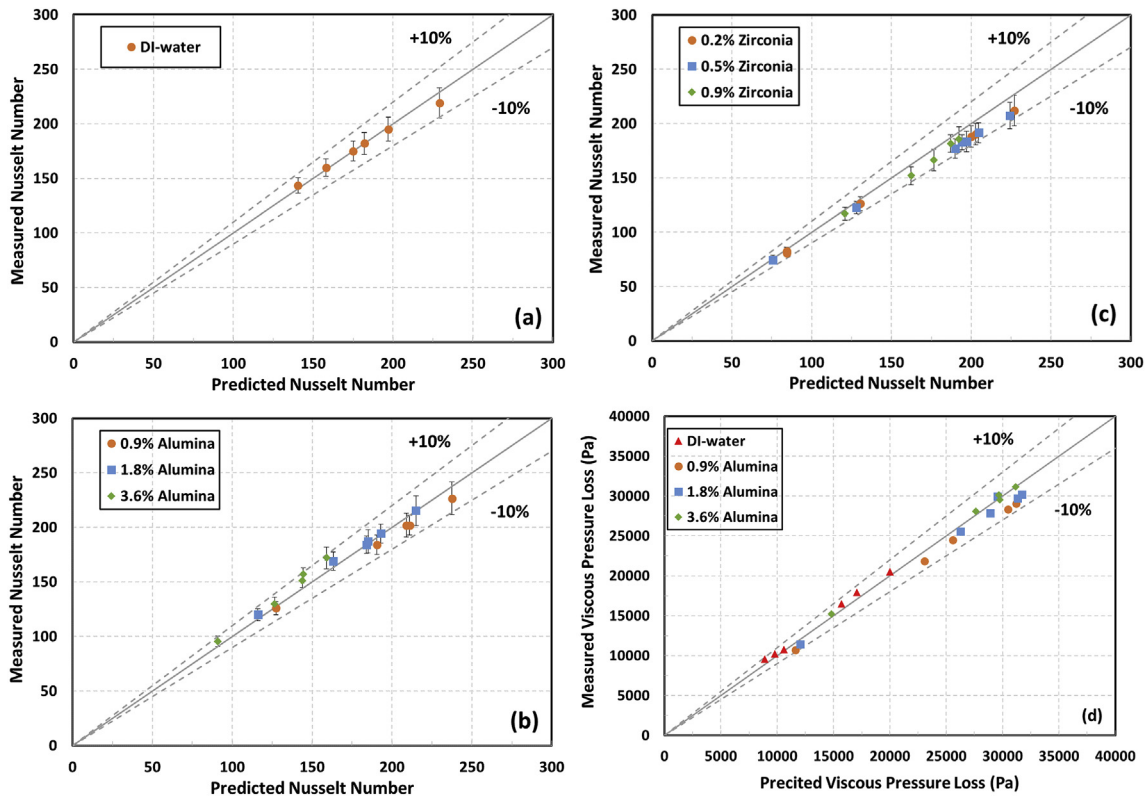 300
250
200
150
100
50
0
DI-water
+10%
-10%
(a)
0 50 100 150 200 250 300
Measured Nusselt Number
Predicted Nusselt Number
300
250
200
150
100
50
0
0.2% Zirconia
0.5% Zirconia
0.9% Zirconia
+10%
-10%
(c)
0 50 100 150 200 250 300
Measured Nusselt Number
Predicted Nusselt Number
300
250
200
150
100
50
0
0.9% Alumina
1.8% Alumina
3.6% Alumina
+10%
-10%
(b)
0 50 100 150 200 250 300
Measured Nusselt Number
Predicted Nusselt Number
40000
35000
30000
25000
20000
15000
10000
5000
0
DI-water
0.9% Alumina
1.8% Alumina
3.6% Alumina
+10%
-10%
(d)
0 5000 10000 15000 20000 25000 30000 35000 40000
Measured Viscous Pressure Loss (Pa)
Precited Viscous Pressure Loss (Pa)